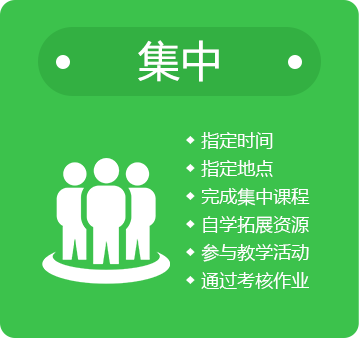 集中
指定时间
指定地点
完成集中课程
自学拓展资源
参与教学活动
通过考核作业